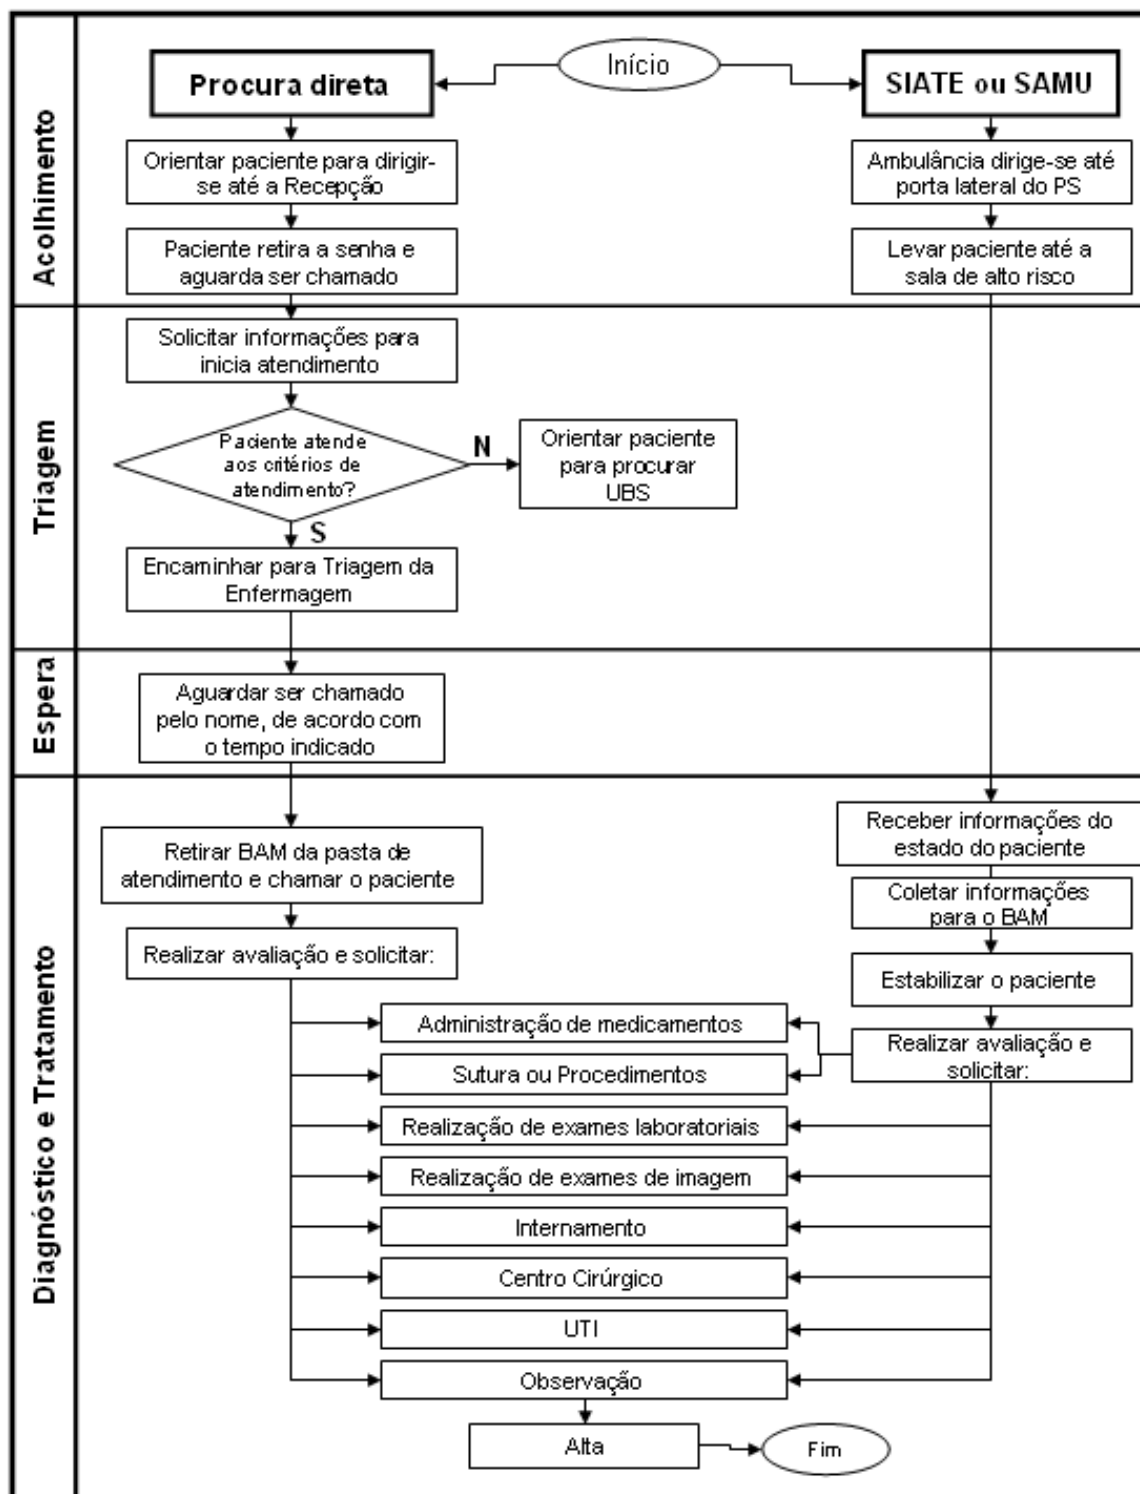 Início
Procura direta
SIATE ou SAMU
Acolhimento
Orientar paciente para dirigir-
se até a Recepção
Ambulância dirige-se até
porta lateral do PS
Paciente retira a senha e
aguarda ser chamado
Levar paciente até a
sala de alto risco
Triagem
Solicitar informações para
inicia atendimento
Paciente atende
aos critérios de
atendimento?
N
Orientar paciente
para procurar
UBS
S
Encaminhar para Triagem da
Enfermagem
Espera
Aguardar ser chamado
pelo nome, de acordo com
o tempo indicado
Diagnóstico e Tratamento
Retirar BAM da pasta de
atendimento e chamar o paciente
Receber informações do
estado do paciente
Coletar informações
para o BAM
Realizar avaliação e solicitar:
Estabilizar o paciente
Realizar avaliação e
solicitar:
Administração de medicamentos
Sutura ou Procedimentos
Realização de exames laboratoriais
Realização de exames de imagem
Internamento
Centro Cirúrgico
UTI
Observação
Alta
Fim